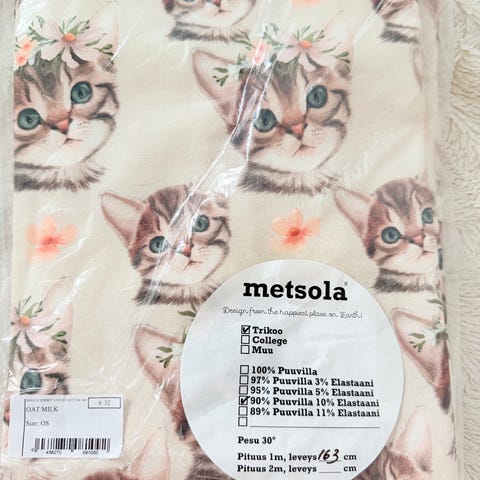 metsola
Design from the happiest place on Earth!
Trikoo
College
Muu
100% Puuvilla
97% Puuvilla 3% Elastaani
95% Puuvilla 5% Elastaani
90% Puuvilla 10% Elastaani
89% Puuvilla 11% Elastaani
Pesu 30°
Pituus 1m, leveys 163 cm
Pituus 2m, leveys ____ cm
€ 32
OAT MILK
Size: OS